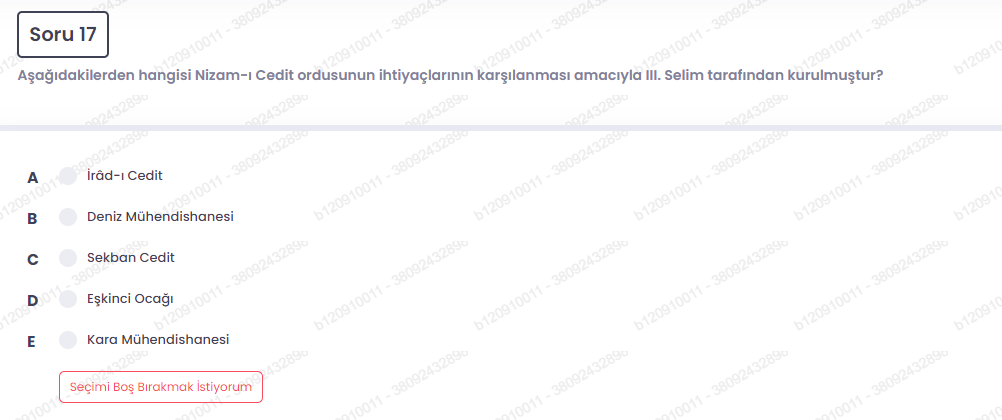 Soru 17
Aşağıdakilerden hangisi Nizam-ı Cedit ordusunun ihtiyaçlarının karşılanması amacıyla III. Selim tarafından kurulmuştur?
A İrâd-ı Cedit
B Deniz Mühendishanesi
C Sekban Cedit
D Eşkinci Ocağı
E Kara Mühendishanesi
Seçimi Boş Bırakmak İstiyorum
b120910011 - 38092432896